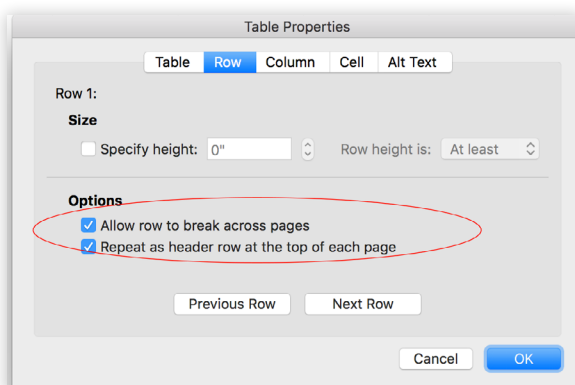 Table Properties
Table Row Column Cell Alt Text
Row 1:
Size
Specify height: 0" Row height is: At least
Options
Allow row to break across pages
Repeat as header row at the top of each page
Previous Row Next Row
Cancel OK